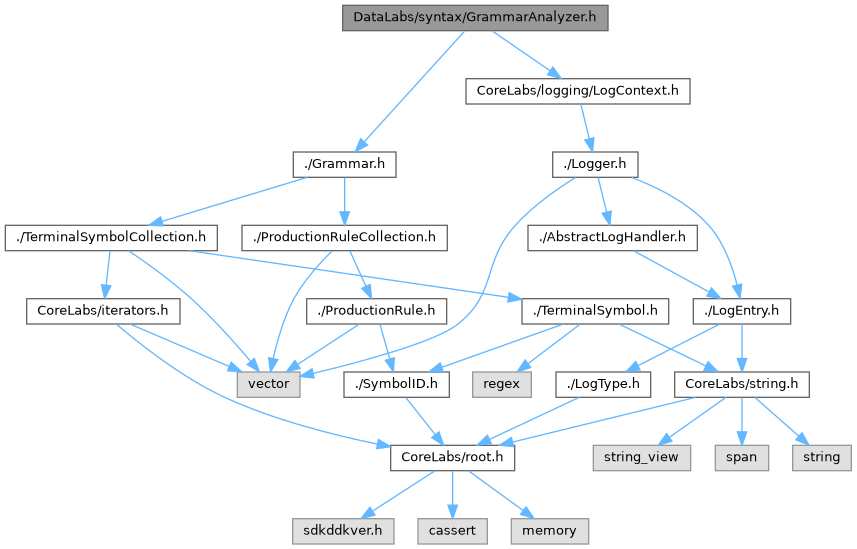 DataLabs/syntax/GrammarAnalyzer.h
CoreLabs/logging/LogContext.h
./Grammar.h
./Logger.h
./TerminalSymbolCollection.h
./ProductionRuleCollection.h
./AbstractLogHandler.h
CoreLabs/iterators.h
./ProductionRule.h
./TerminalSymbol.h
./LogEntry.h
vector
./SymbolID.h
regex
./LogType.h
CoreLabs/string.h
CoreLabs/root.h
string_view
span
string
sdkddkver.h
cassert
memory